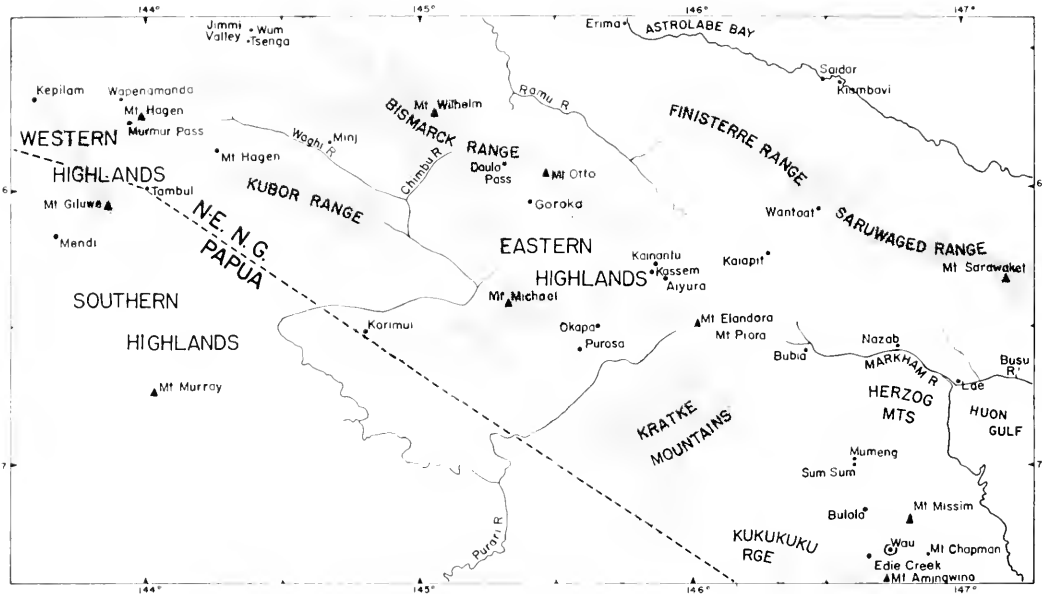 144°
145°
146°
147°
Jimmi
Valley
Wum
Tsenga
Erima
ASTROLABE BAY
Saidor
Kiambavi
Kepilam
Wapenamanda
Mt Hagen
Murmur Pass
WESTERN
HIGHLANDS
Mt Wilhelm
BISMARCK RANGE
Ramu R
FINISTERRE RANGE
Waghi R
Minj
Mt Hagen
Chimbu R
Daulo
Pass
Mt Otto
6
Tambul
KUBOR RANGE
Mt Giluwe
Goroka
Wantoat
6
Mendi
N.E. N.G.
PAPUA
EASTERN
HIGHLANDS
Kainantu
Kassem
Aiyura
Kaiapit
SARUWAGED RANGE
Mt Sarawaket
SOUTHERN
HIGHLANDS
Mt Michael
Karimui
Okapa
Purosa
Mt Elandora
Mt Piora
Bubia
Nazab
MARKHAM R
Busu
R
Lae
Mt Murray
HERZOG
MTS
HUON
GULF
KRATKE
MOUNTAINS
7
Mumeng
Sum Sum
7
Bulolo
Mt Missim
Purari R
KUKUKUKU
RGE
Wau
Mt Chapman
Edie Creek
Mt Amingwino
144°
145°
146°
147°